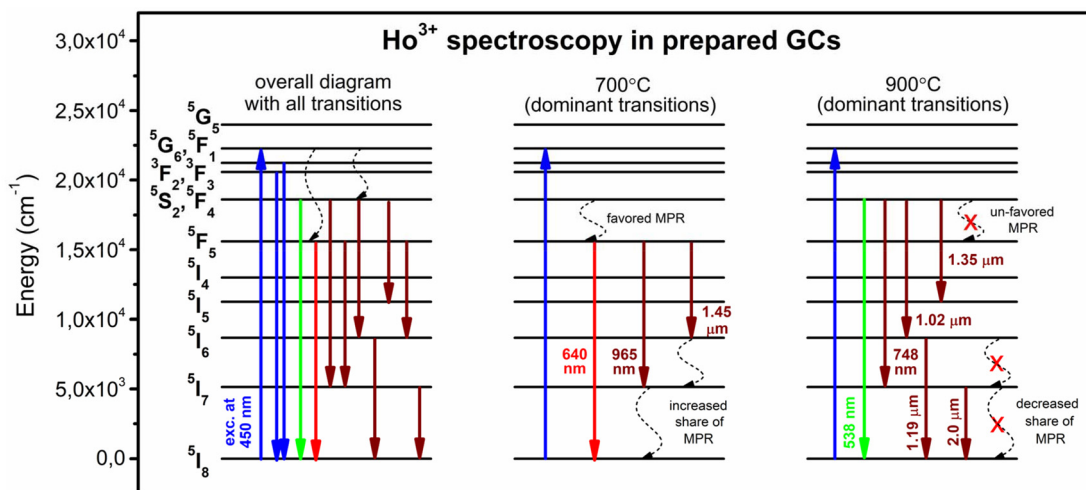 Ho³⁺ spectroscopy in prepared GCs
overall diagram
with all transitions
700°C
(dominant transitions)
900°C
(dominant transitions)
Energy (cm⁻¹)
3,0x10⁴
2,5x10⁴
2,0x10⁴
1,5x10⁴
1,0x10⁴
5,0x10³
0,0
⁵G₅
⁵G₆,⁵F₁
³F₂,³F₁
⁵S₂,⁵F₃
⁵F₄
⁵F₅
⁵I₄
⁵I₅
⁵I₆
⁵I₇
⁵I₈
exc. at
450 nm
favored MPR
1.45
μm
640
nm
965
nm
increased
share of
MPR
un-favored
MPR
1.35 μm
1.02 μm
748
nm
538 nm
1.19 μm
2.0 μm
decreased
share of
MPR
X
X
X